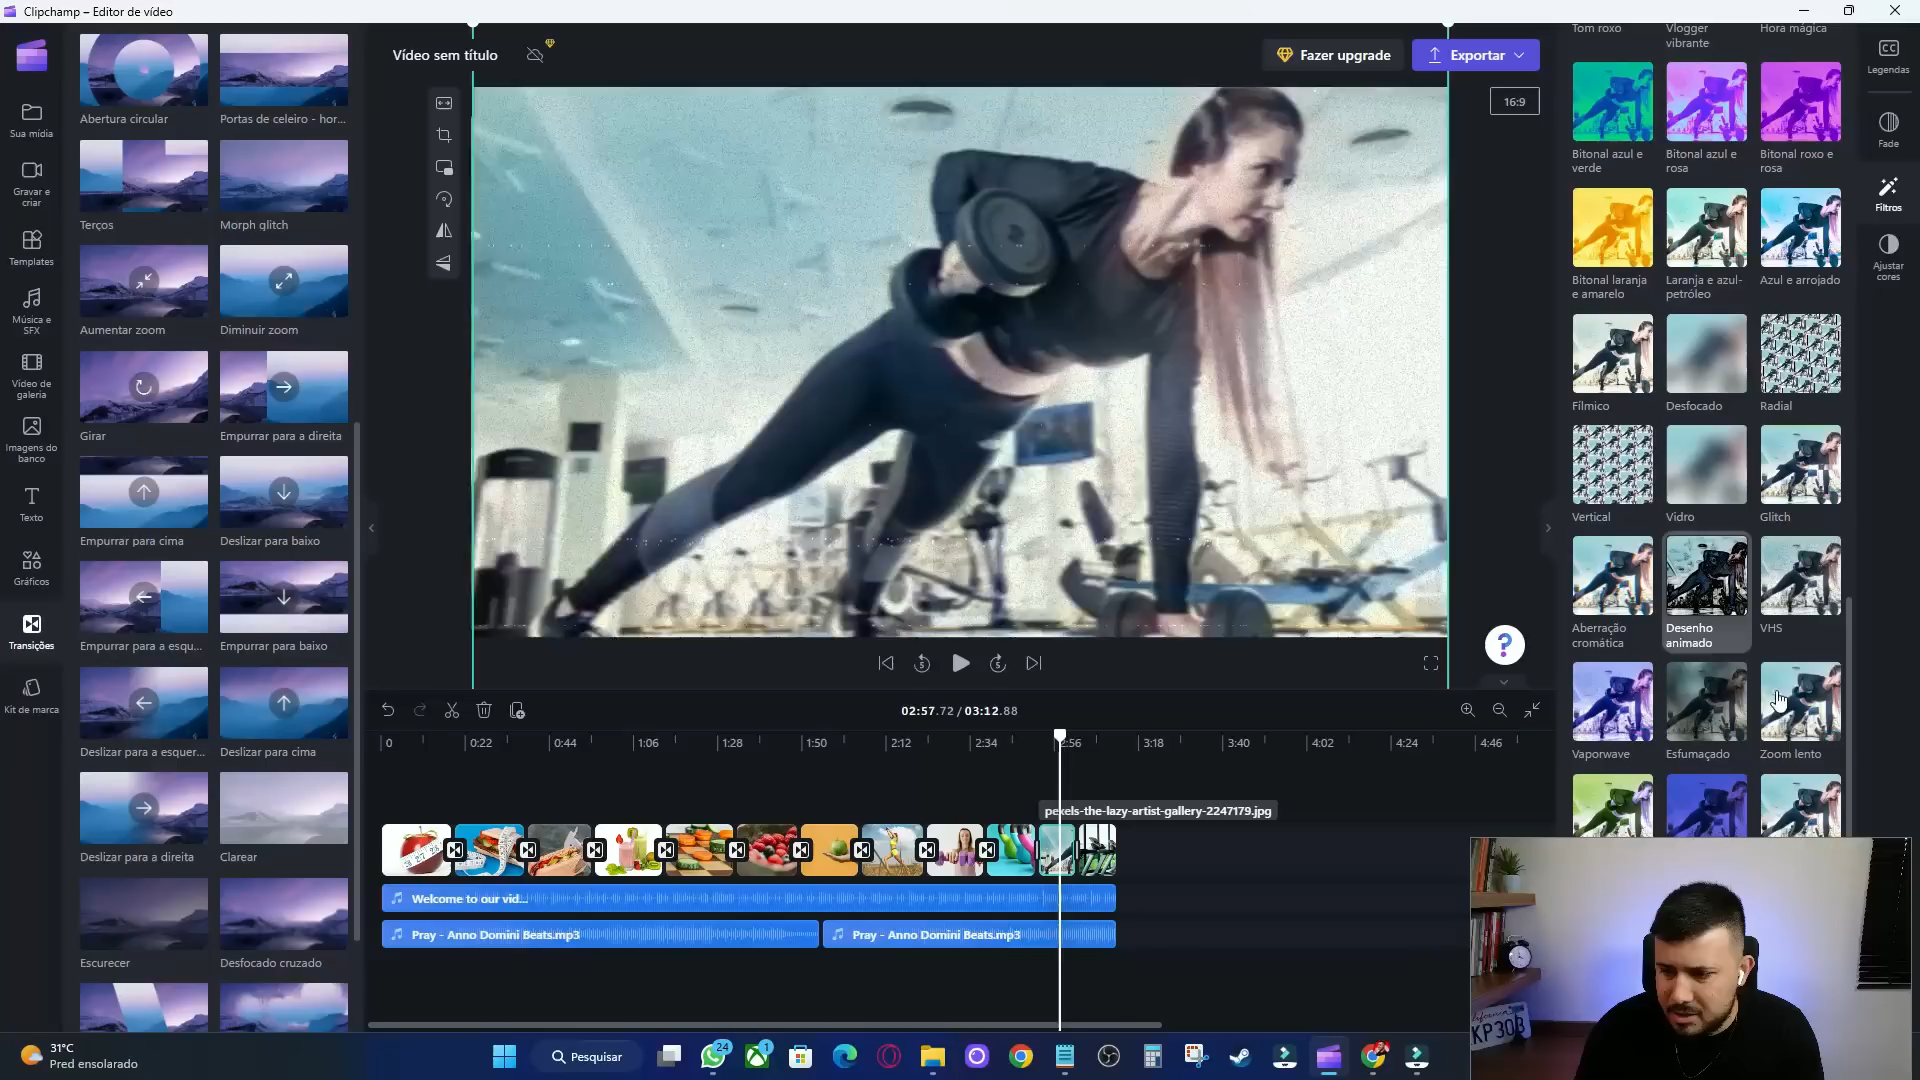 Clipchamp – Editor de vídeo
Vídeo sem título
Fazer upgrade
Exportar
16:9
Sua mídia
Gravar e
criar
Templates
Música e
SFX
Vídeo de
galeria
Imagens do
banco
Texto
Gráficos
Transições
Kit de marca
Abertura circular
Portas de celeiro - hor...
Terços
Morph glitch
Aumentar zoom
Diminuir zoom
Girar
Empurrar para a direita
Empurrar para cima
Deslizar para baixo
Empurrar para a esqu...
Empurrar para baixo
Deslizar para a esquer...
Deslizar para cima
Deslizar para a direita
Clarear
Escurecer
Desfocado cruzado
Tom roxo
Vlogger
vibrante
Hora mágica
Bitonal azul e
verde
Bitonal azul e
rosa
Bitonal roxo e
rosa
Bitonal laranja
e amarelo
Laranja e azul-
petróleo
Azul e arrojado
Fílmico
Desfocado
Radial
Vertical
Vidro
Glitch
Aberração
cromática
Desenho
animado
VHS
Vaporwave
Esfumaçado
Zoom lento
CC
Legendas
Fade
Filtros
Ajustar
cores
5
5
?
02:57.72 / 03:12.88
0
0:22
0:44
1:06
1:28
1:50
2:12
2:34
2:56
3:18
3:40
4:02
4:24
4:46
pexels-the-lazy-artist-gallery-2247179.jpg
Welcome to our vid...
Pray - Anno Domini Beats.mp3
Pray - Anno Domini Beats.mp3
31°C
Pred ensolarado
Pesquisar
24
1